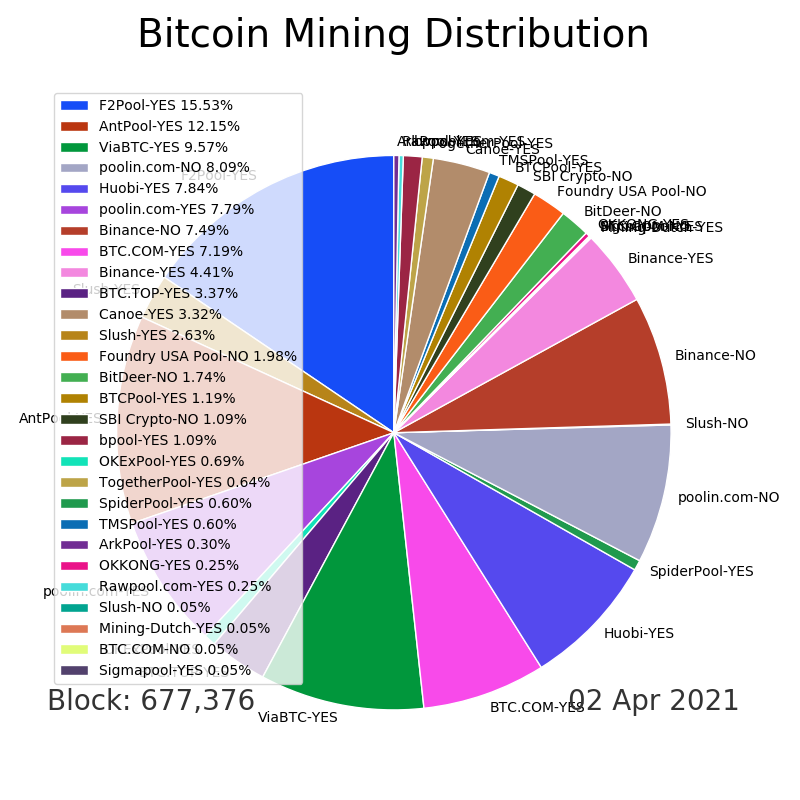 Bitcoin Mining Distribution
F2Pool-YES 15.53%
AntPool-YES 12.15%
ViaBTC-YES 9.57%
poolin.com-NO 8.09%
Huobi-YES 7.84%
poolin.com-YES 7.79%
Binance-NO 7.49%
BTC.COM-YES 7.19%
Binance-YES 4.41%
BTC.TOP-YES 3.37%
Canoe-YES 3.32%
Slush-YES 2.63%
Foundry USA Pool-NO 1.98%
BitDeer-NO 1.74%
BTCPool-YES 1.19%
SBI Crypto-NO 1.09%
bpool-YES 1.09%
OKExPool-YES 0.69%
TogetherPool-YES 0.64%
SpiderPool-YES 0.60%
TMSPool-YES 0.60%
ArkPool-YES 0.30%
OKKONG-YES 0.25%
Rawpool.com-YES 0.25%
Slush-NO 0.05%
Mining-Dutch-YES 0.05%
BTC.COM-NO 0.05%
Sigmapool-YES 0.05%
Canoe-YES
TMSPool-YES
BTCPool-YES
SBI Crypto-NO
Foundry USA Pool-NO
BitDeer-NO
Binance-YES
Binance-NO
Slush-NO
poolin.com-NO
SpiderPool-YES
Huobi-YES
BTC.COM-YES
ViaBTC-YES
poolin.com-YES
AntPool-YES
Slush-YES
F2Pool-YES
Block: 677,376
02 Apr 2021